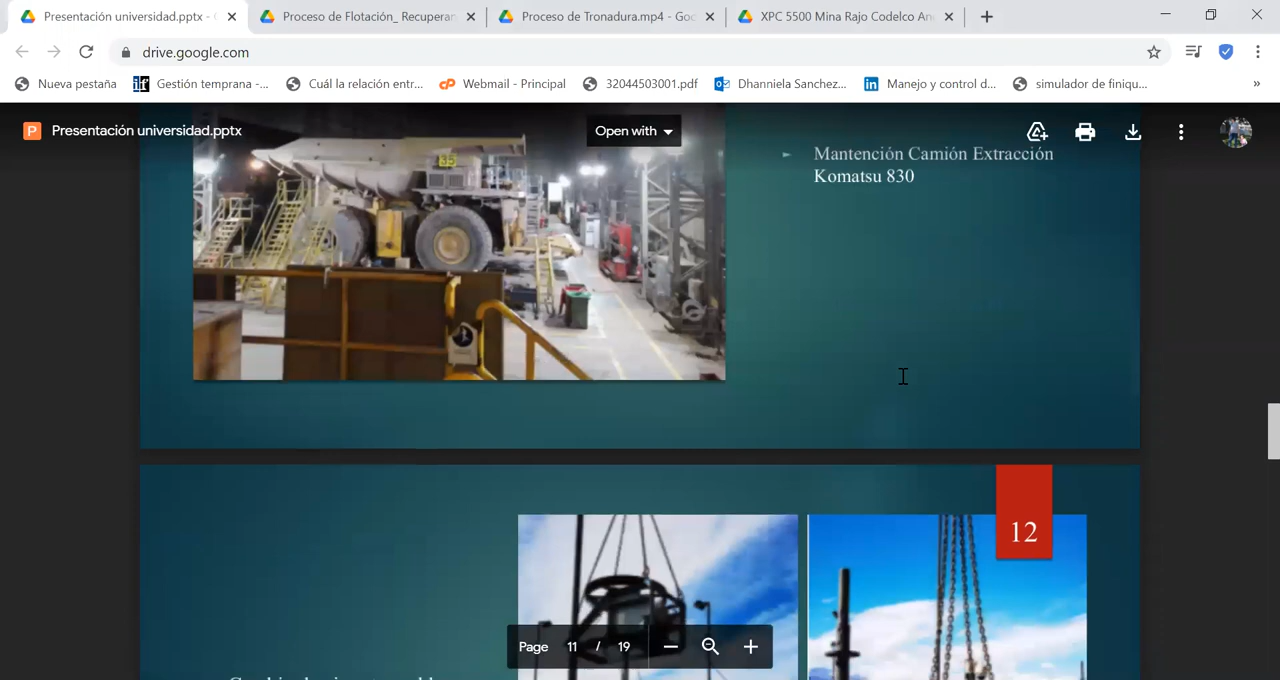 Presentación universidad.pptx - 
Proceso de Flotación_ Recuperan
Proceso de Tronadura.mp4 - Goo
XPC 5500 Mina Rajo Codelco An
drive.google.com
Nueva pestaña
Gestión temprana -...
Cuál la relación entr...
Webmail - Principal
32044503001.pdf
Dhanniela Sanchez...
Manejo y control d...
simulador de finiqu...
»
P Presentación universidad.pptx
Open with
35
Mantención Camión Extracción
Komatsu 830
12
Page 11 / 19